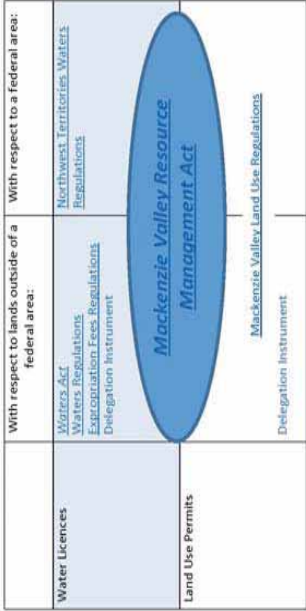 With respect to lands outside of a
federal area:
With respect to a federal area:
Water Licences
Waters Act
Waters Regulations
Expropriation Fees Regulations
Delegation Instrument
Northwest Territories Waters
Regulations
Mackenzie Valley Resource
Management Act
Land Use Permits
Mackenzie Valley Land Use Regulations
Delegation Instrument